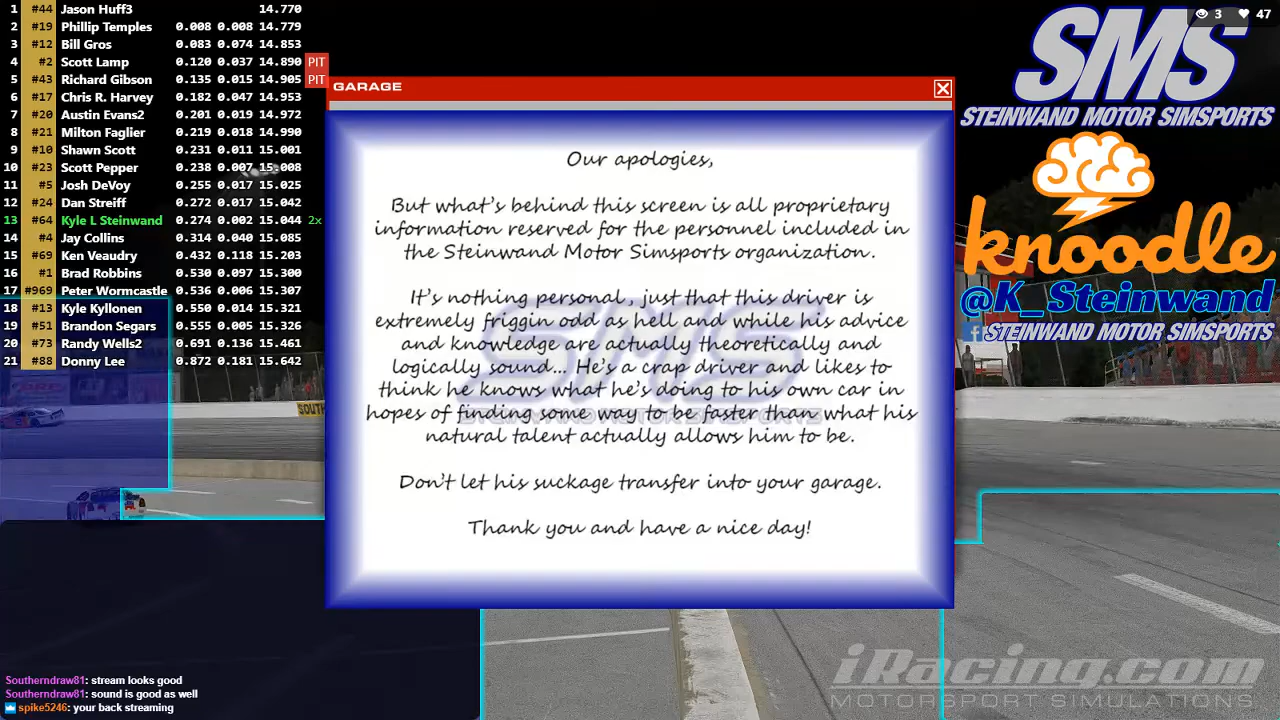 1 #44 Jason Huff3 14.770
2 #19 Phillip Temples 0.008 0.008 14.779
3 #12 Bill Gros 0.083 0.074 14.853
4 #2 Scott Lamp 0.120 0.037 14.890 PIT
5 #43 Richard Gibson 0.135 0.015 14.905 PIT
6 #17 Chris R. Harvey 0.182 0.047 14.953
7 #20 Austin Evans2 0.201 0.019 14.972
8 #21 Milton Faglier 0.219 0.018 14.990
9 #10 Shawn Scott 0.231 0.011 15.001
10 #23 Scott Pepper 0.238 0.007 15.008
11 #5 Josh DeVoy 0.255 0.017 15.025
12 #24 Dan Streiff 0.272 0.017 15.042
13 #64 Kyle L Steinwand 0.274 0.002 15.044 2x
14 #4 Jay Collins 0.314 0.040 15.085
15 #69 Ken Veaudry 0.432 0.118 15.203
16 #1 Brad Robbins 0.530 0.097 15.300
17 #969 Peter Wormcastle 0.536 0.006 15.307
18 #13 Kyle Kyllonen 0.550 0.014 15.321
19 #51 Brandon Segars 0.555 0.005 15.326
20 #73 Randy Wells2 0.691 0.136 15.461
21 #88 Donny Lee 0.872 0.181 15.642
GARAGE
Our apologies,
But what's behind this screen is all proprietary
information reserved for the personnel included in
the Steinwand Motor Simsports organization.
It's nothing personal, just that this driver is
extremely friggin odd as hell and while his advice
and knowledge are actually theoretically and
logically sound... He's a crap driver and likes to
think he knows what he's doing to his own car in
hopes of finding some way to be faster than what his
natural talent actually allows him to be.
Don't let his suckage transfer into your garage.
Thank you and have a nice day!
SMS
STEINWAND MOTOR SIMSPORTS
3 47
SMS
STEINWAND MOTOR SIMSPORTS
knoodle
@K_Steinwand
f STEINWAND MOTOR SIMSPORTS
SOUTH
Southerndraw81: stream looks good
Southerndraw81: sound is good as well
spike5246: your back streaming
iRacing.com
MOTORSPORT SIMULATIONS